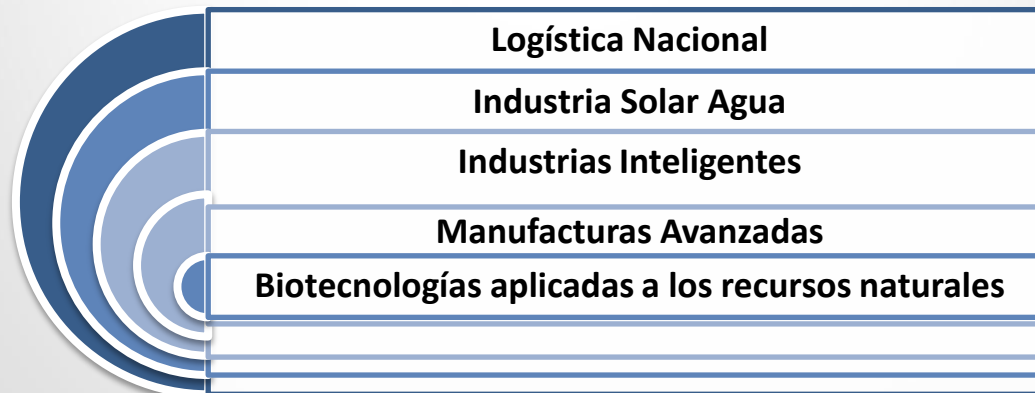 Logística Nacional
Industria Solar Agua
Industrias Inteligentes
Manufacturas Avanzadas
Biotecnologías aplicadas a los recursos naturales